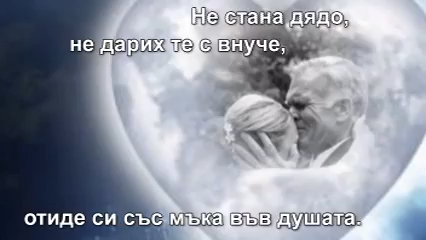 Не стана дядо,
не дарих те с внуче,
отиде си със мъка във душата.